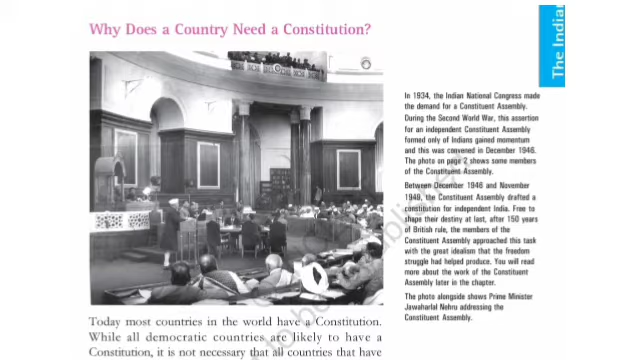 Why Does a Country Need a Constitution?
The Indian
In 1934, the Indian National Congress made
the demand for a Constituent Assembly.
During the Second World War, this assertion
for an independent Constituent Assembly
formed only of Indians gained momentum
and this was convened in December 1946.
The photo on page 2 shows some members
of the Constituent Assembly.
Between December 1946 and November
1949, the Constituent Assembly drafted a
constitution for independent India. Free to
shape their destiny at last, after 150 years
of British rule, the members of the
Constituent Assembly approached this task
with the great idealism that the freedom
struggle had helped produce. You will read
more about the work of the Constituent
Assembly later in the chapter.
The photo alongside shows Prime Minister
Jawaharlal Nehru addressing the
Constituent Assembly.
Today most countries in the world have a Constitution.
While all democratic countries are likely to have a
Constitution, it is not necessary that all countries that have